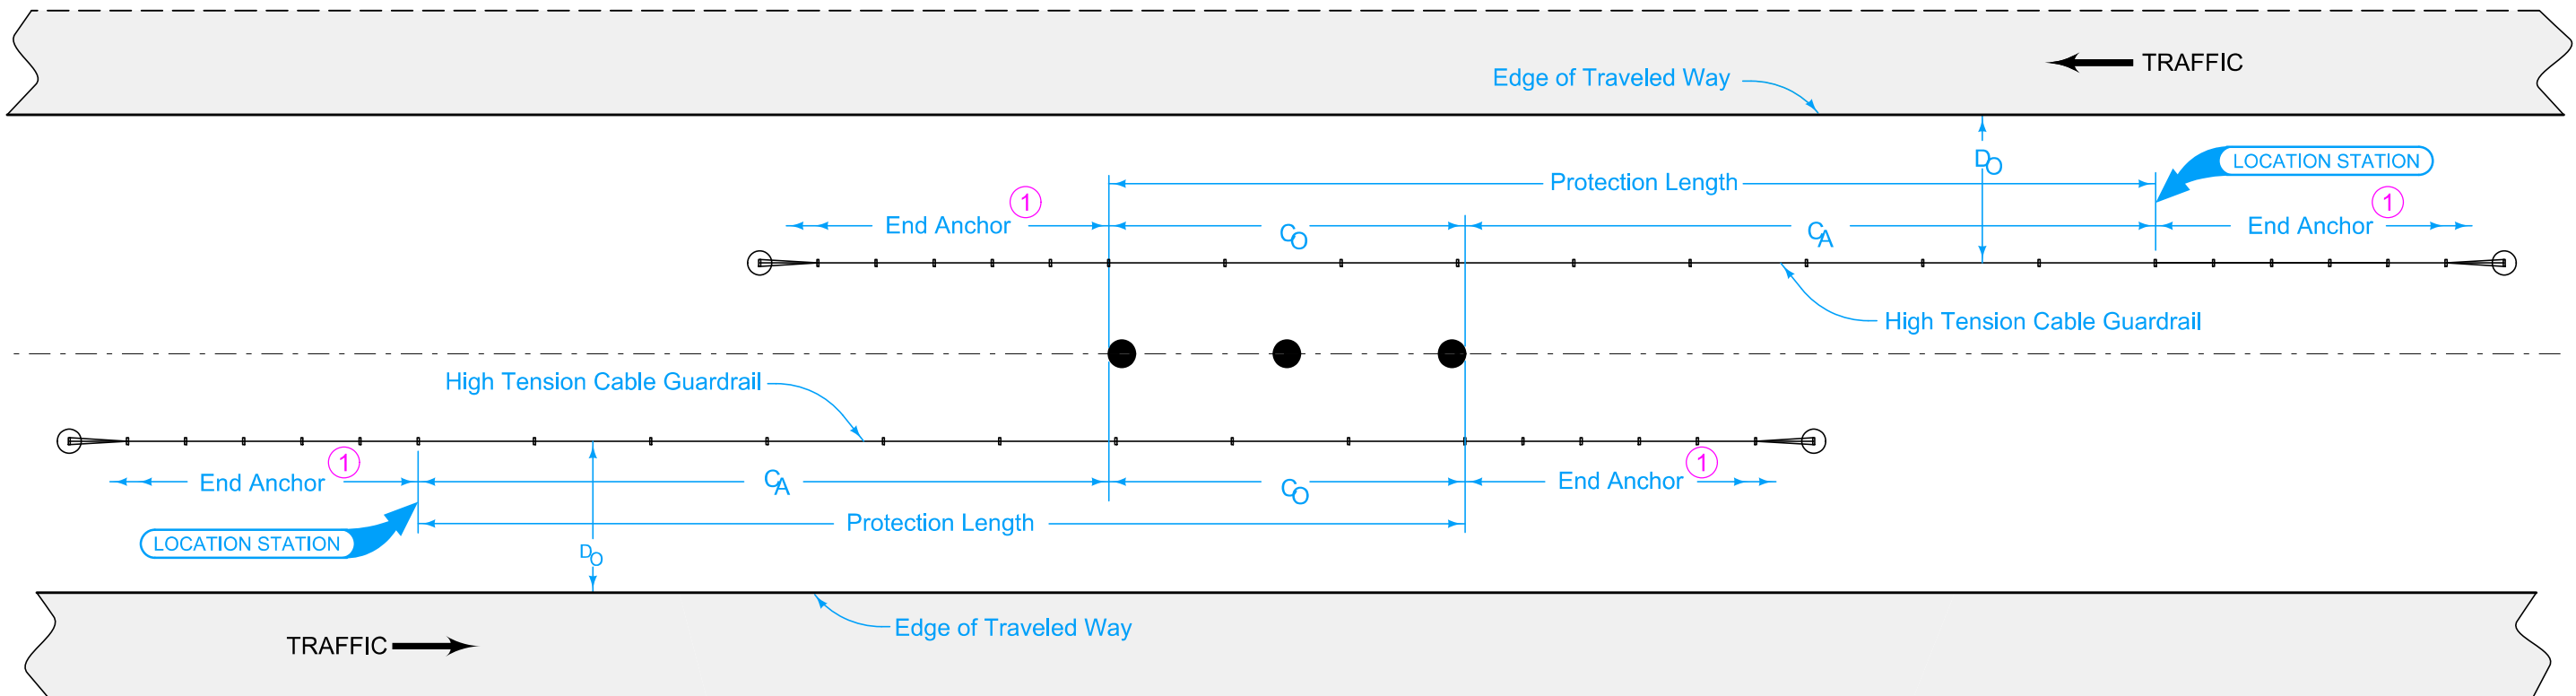 TRAFFIC
Edge of Traveled Way
DO
LOCATION STATION
Protection Length
1
1
End Anchor
CO
CA
End Anchor
High Tension Cable Guardrail
High Tension Cable Guardrail
1
1
End Anchor
CA
CO
End Anchor
Protection Length
LOCATION STATION
DO
Edge of Traveled Way
TRAFFIC